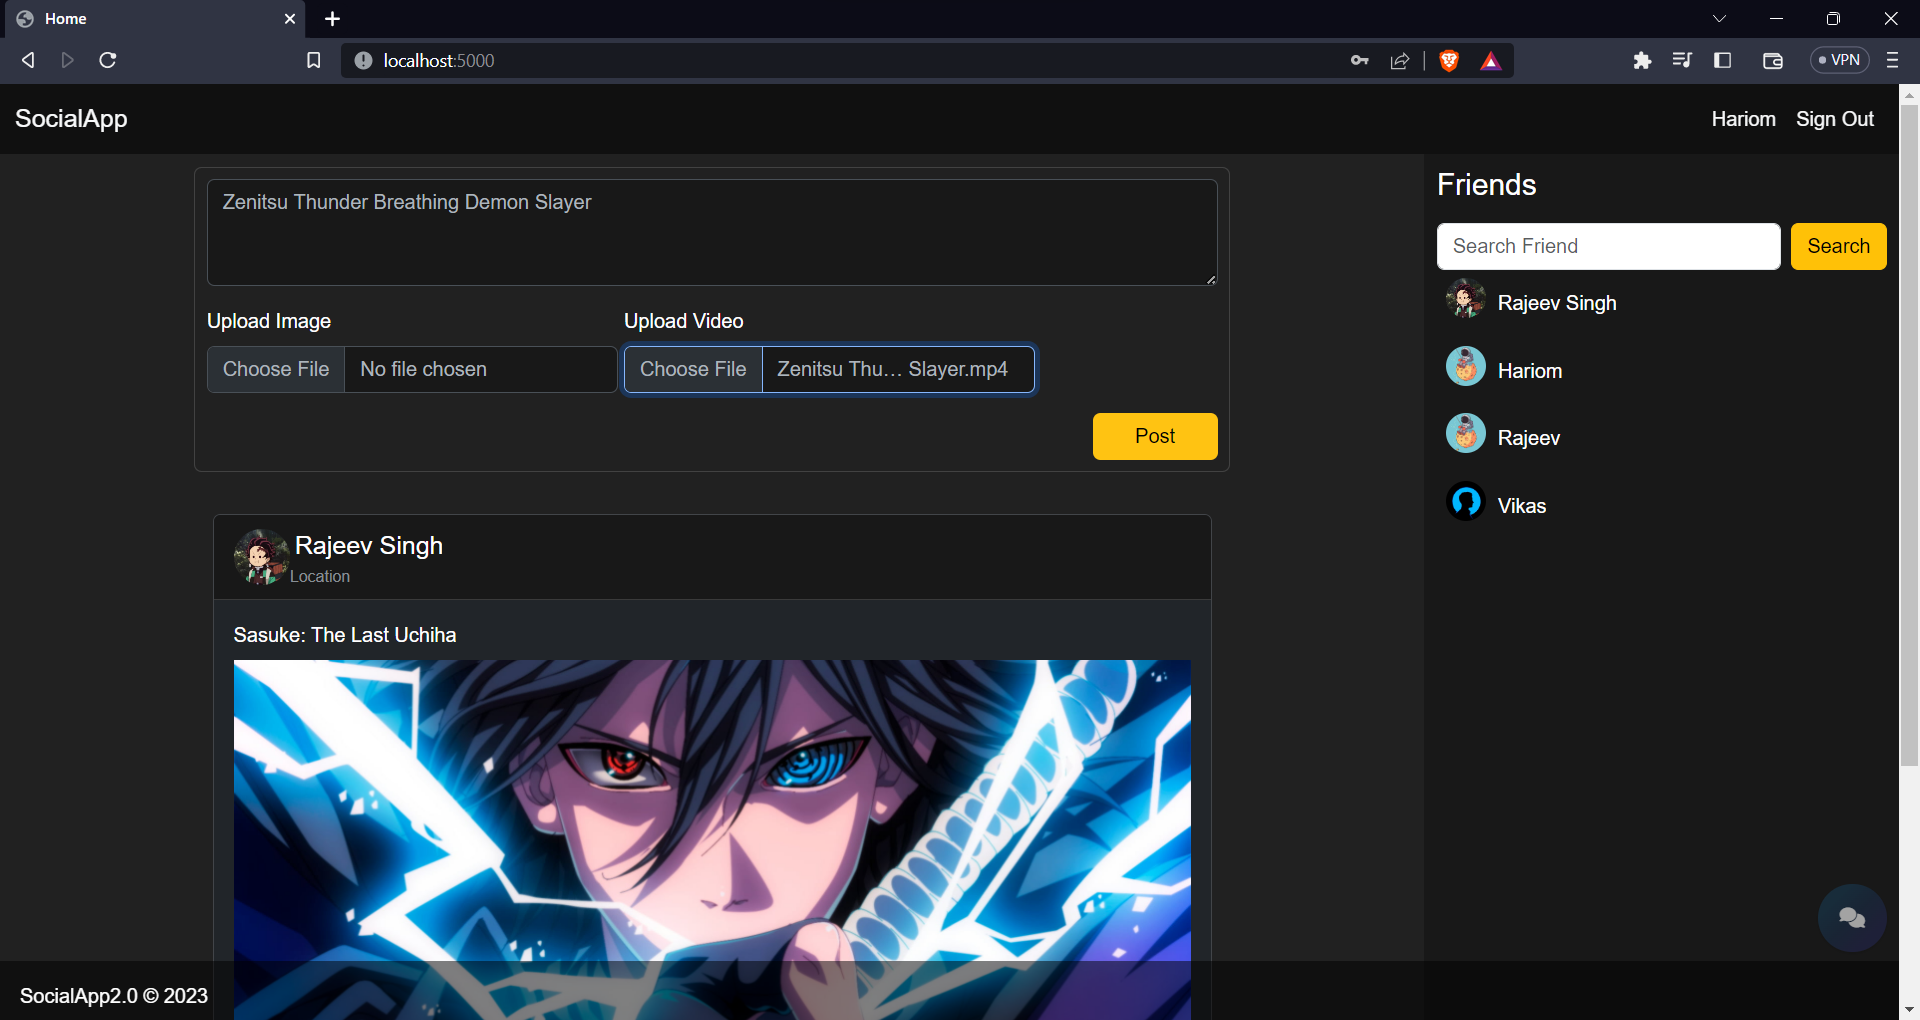 Home
localhost:5000
VPN
SocialApp
Hariom Sign Out
Zenitsu Thunder Breathing Demon Slayer
Upload Image
Upload Video
Choose File No file chosen
Choose File Zenitsu Thu... Slayer.mp4
Post
Rajeev Singh
Location
Sasuke: The Last Uchiha
Friends
Search Friend
Search
Rajeev Singh
Hariom
Rajeev
Vikas
SocialApp2.0 © 2023